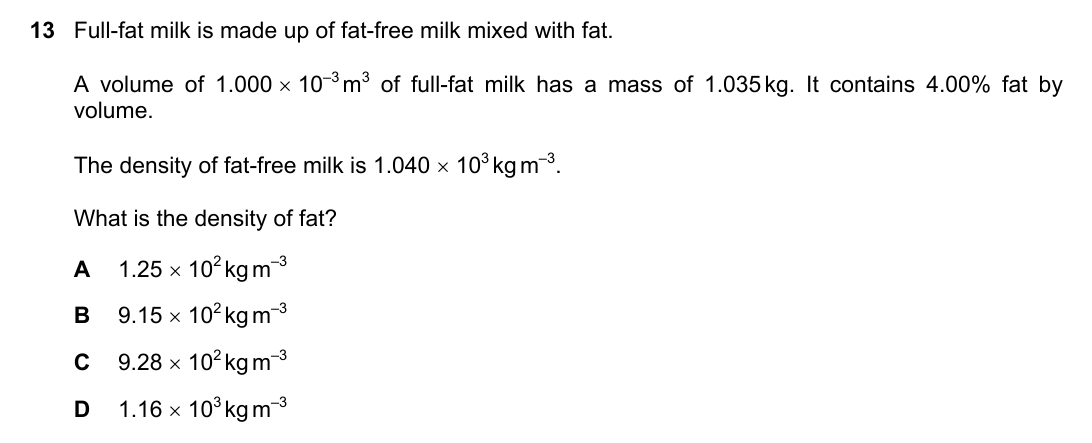 13 Full-fat milk is made up of fat-free milk mixed with fat.
A volume of 1.000 × 10⁻³ m³ of full-fat milk has a mass of 1.035 kg. It contains 4.00% fat by
volume.
The density of fat-free milk is 1.040 × 10³ kg m⁻³.
What is the density of fat?
A 1.25 × 10² kg m⁻³
B 9.15 × 10² kg m⁻³
C 9.28 × 10² kg m⁻³
D 1.16 × 10³ kg m⁻³